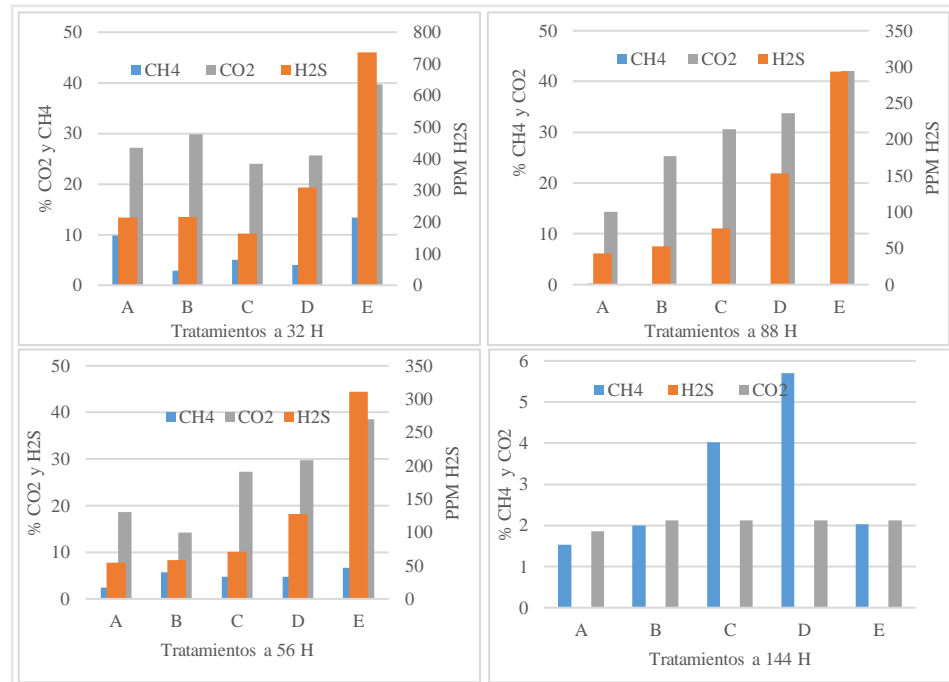 50
40
30
20
10
0
% CO2 y CH4
CH4 CO2 H2S
800
700
600
500
400
300
200
100
0
PPM H2S
A B C D E
Tratamientos a 32 H
50
40
30
20
10
0
% CH4 y CO2
CH4 CO2 H2S
350
300
250
200
150
100
50
0
PPM H2S
A B C D E
Tratamientos a 88 H
50
40
30
20
10
0
% CO2 y H2S
CH4 CO2 H2S
350
300
250
200
150
100
50
0
PPM H2S
A B C D E
Tratamientos a 56 H
6
5
4
3
2
1
0
% CH4 y CO2
CH4 H2S CO2
A B C D E
Tratamientos a 144 H